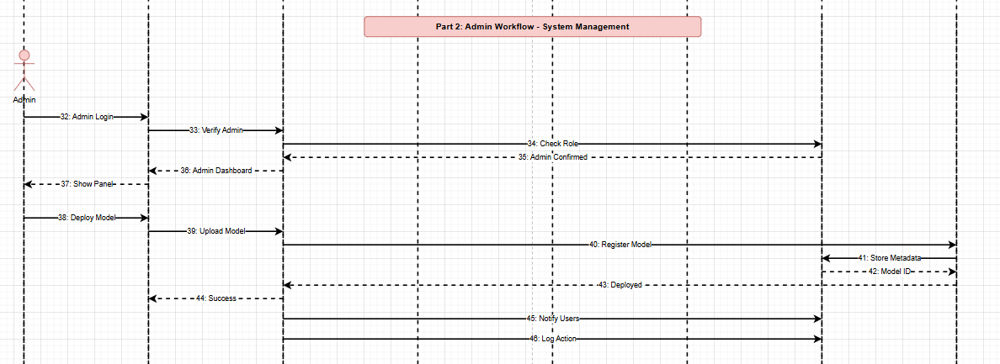 Part 2: Admin Workflow - System Management
Admin
32: Admin Login
33: Verify Admin
34: Check Role
35: Admin Confirmed
36: Admin Dashboard
37: Show Panel
38: Deploy Model
39: Upload Model
40: Register Model
41: Store Metadata
42: Model ID
43: Deployed
44: Success
45: Notify Users
46: Log Action